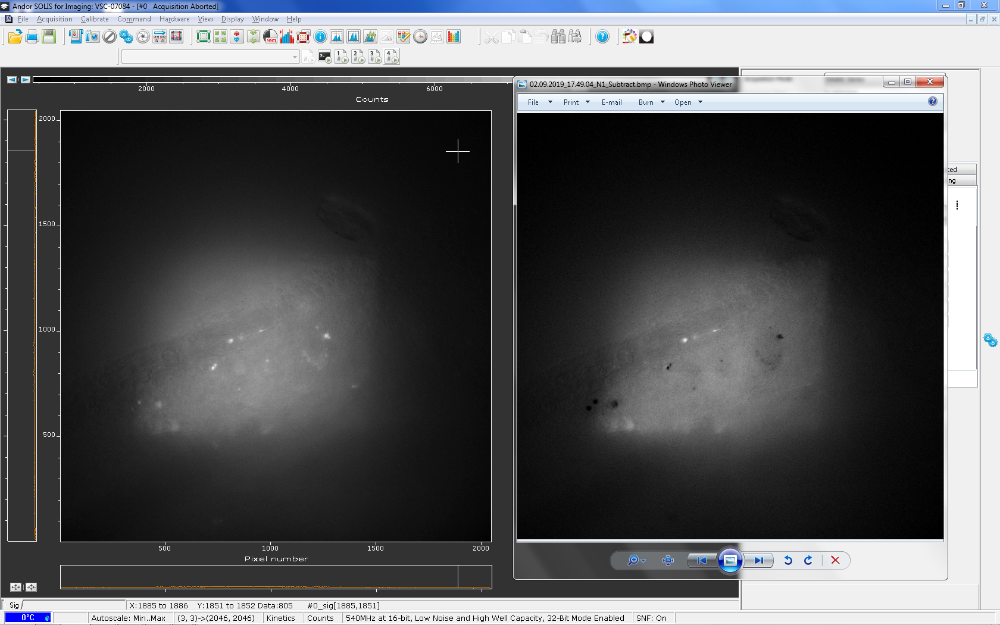 Andor SOLIS for Imaging: VSC-07084 - [#0   Acquisition Aborted]
File Acquisition Calibrate Command Hardware View Display Window Help
99:1
1 2 3 4
# # # # #
2000 4000 6000
Counts
2000
1500
1000
500
500 1000 1500 2000
Pixel number
02.09.2019_17.49.04_N1_Subtract.bmp - Windows Photo Viewer
File Print E-mail Burn Open
ted
ng
Sig
X:1885 to 1886 Y:1851 to 1852 Data:805 #0_sig[1885,1851]
0°C Autoscale: Min..Max (3, 3)->(2046, 2046) Kinetics Counts 540MHz at 16-bit, Low Noise and High Well Capacity, 32-Bit Mode Enabled SNF: On